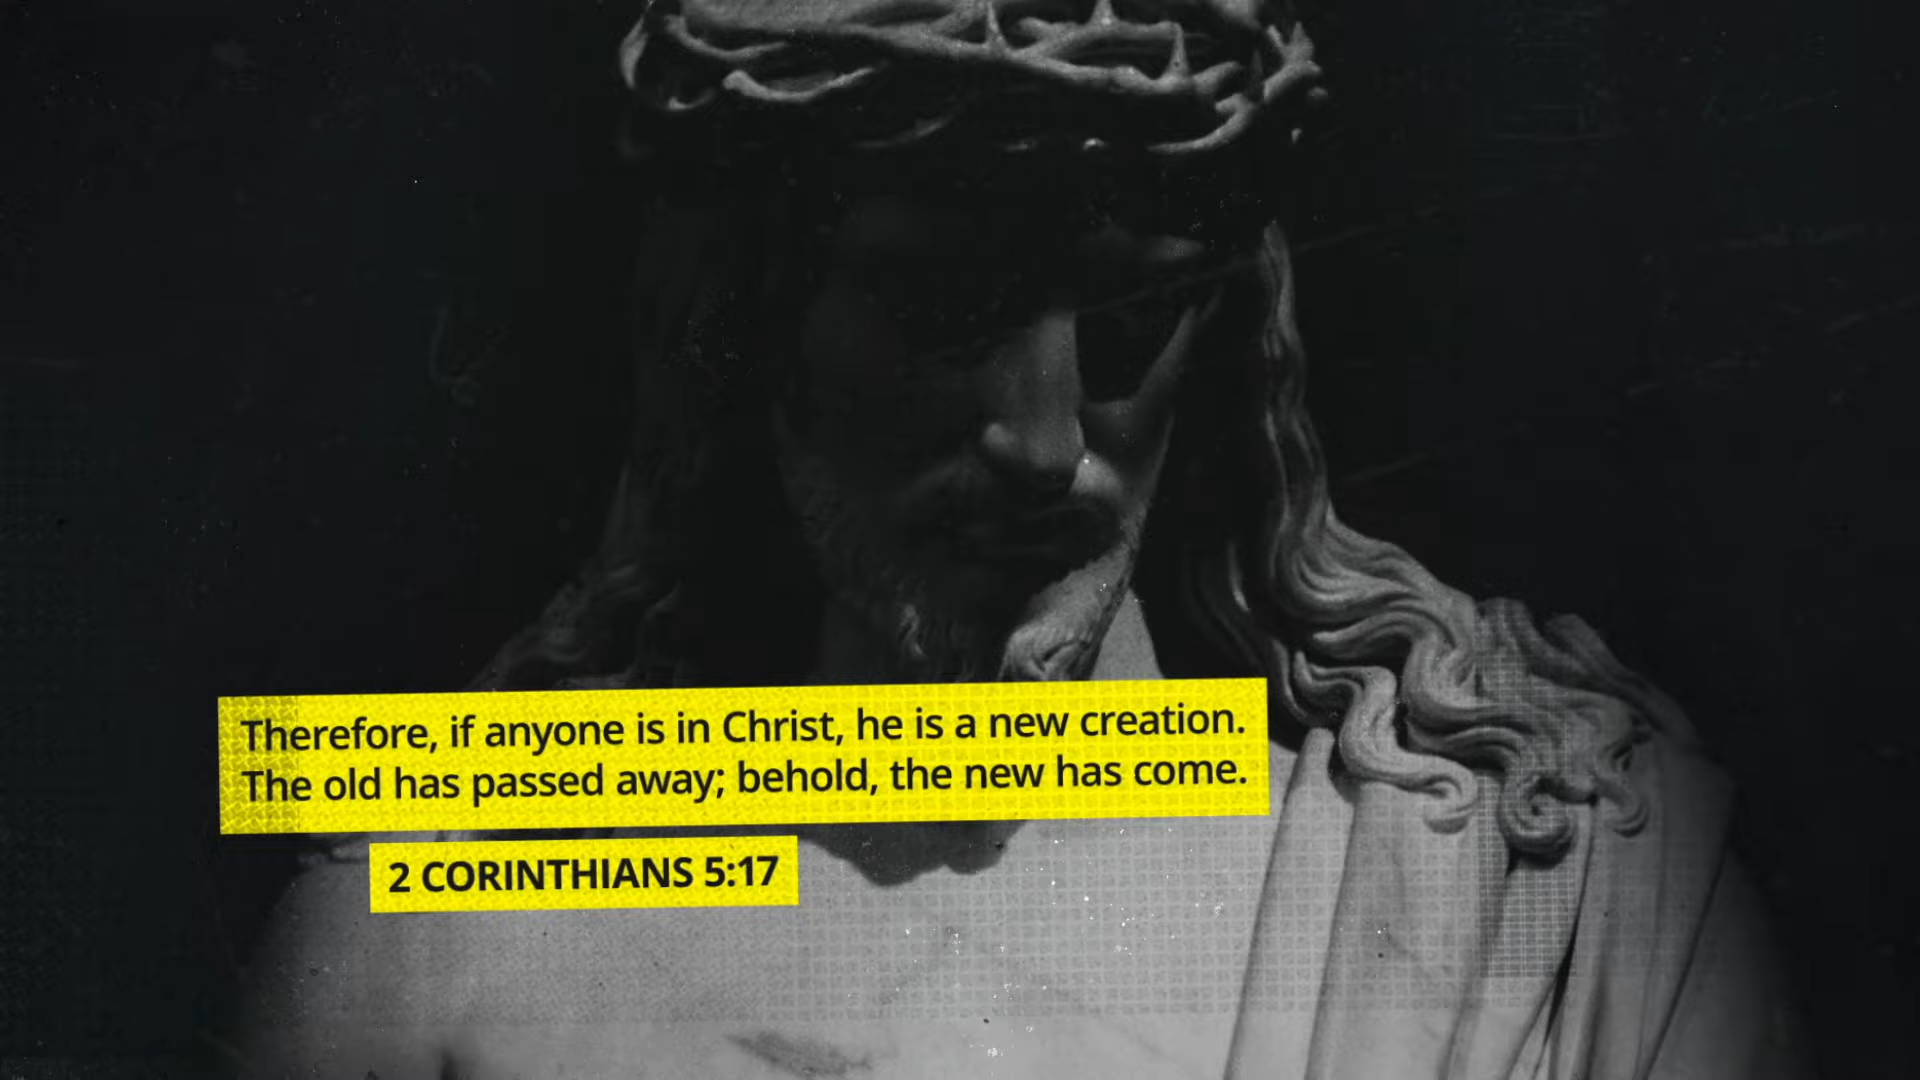 Therefore, if anyone is in Christ, he is a new creation.
The old has passed away; behold, the new has come.
2 CORINTHIANS 5:17